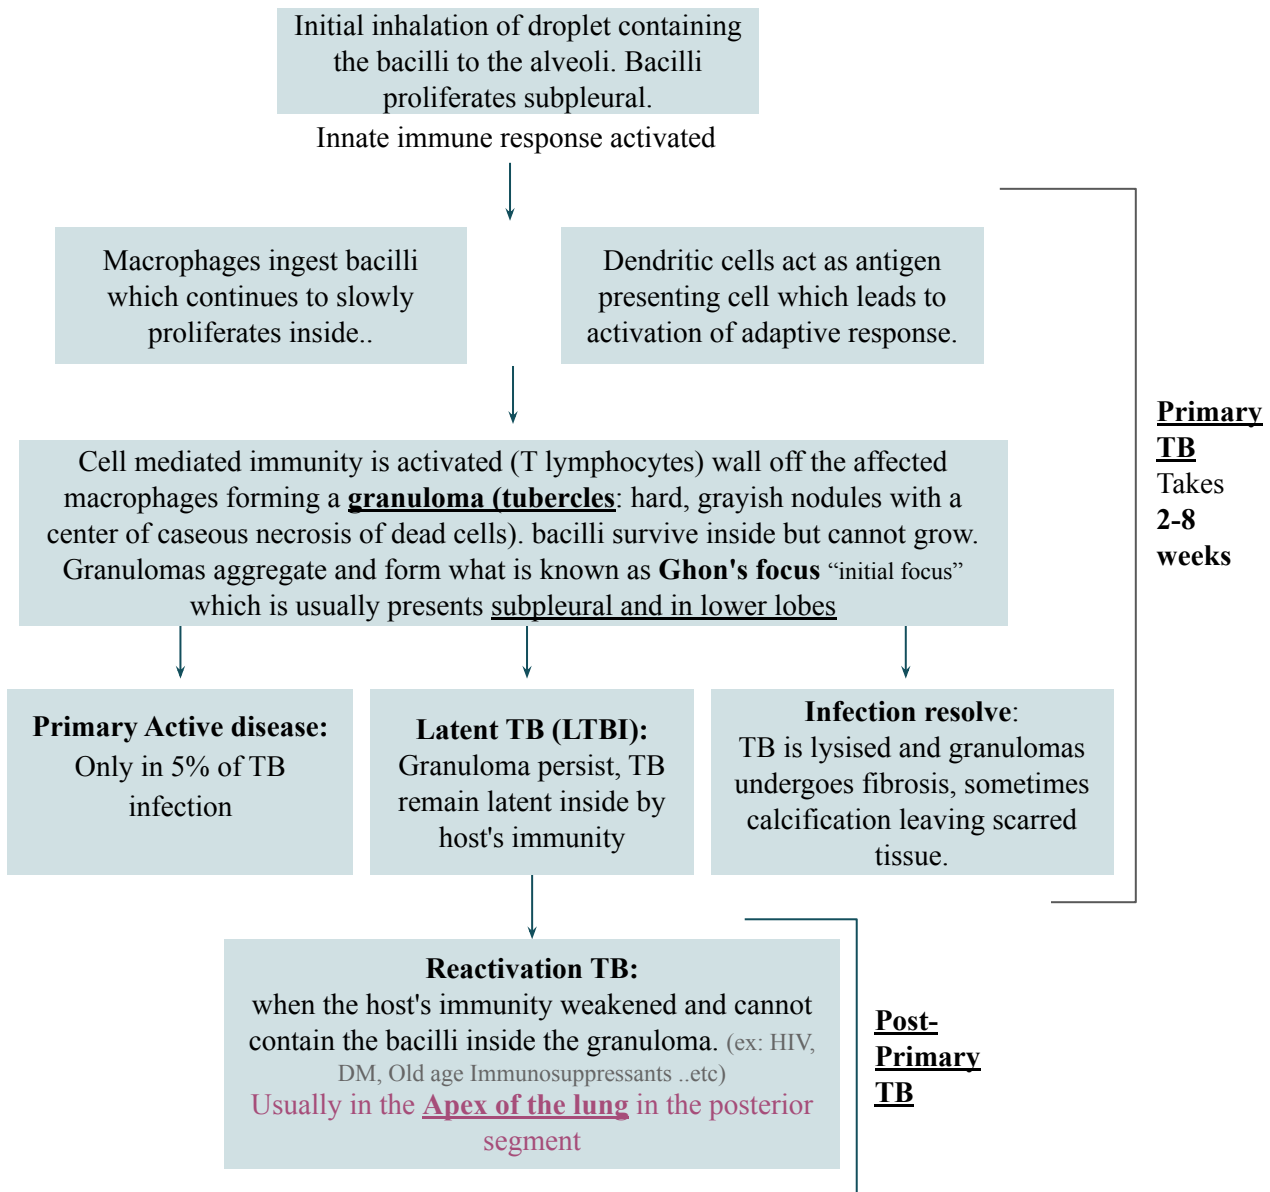 Initial inhalation of droplet containing
the bacilli to the alveoli. Bacilli
proliferates subpleural.
Innate immune response activated
Macrophages ingest bacilli
which continues to slowly
proliferates inside..
Dendritic cells act as antigen
presenting cell which leads to
activation of adaptive response.
Cell mediated immunity is activated (T lymphocytes) wall off the affected
macrophages forming a granuloma (tubercles: hard, grayish nodules with a
center of caseous necrosis of dead cells). bacilli survive inside but cannot grow.
Granulomas aggregate and form what is known as Ghon's focus “initial focus”
which is usually presents subpleural and in lower lobes
Primary
TB
Takes
2-8
weeks
Primary Active disease:
Only in 5% of TB
infection
Latent TB (LTBI):
Granuloma persist, TB
remain latent inside by
host's immunity
Infection resolve:
TB is lysised and granulomas
undergoes fibrosis, sometimes
calcification leaving scarred
tissue.
Reactivation TB:
when the host's immunity weakened and cannot
contain the bacilli inside the granuloma. (ex: HIV,
DM, Old age Immunosuppressants ..etc)
Usually in the Apex of the lung in the posterior
segment
Post-
Primary
TB